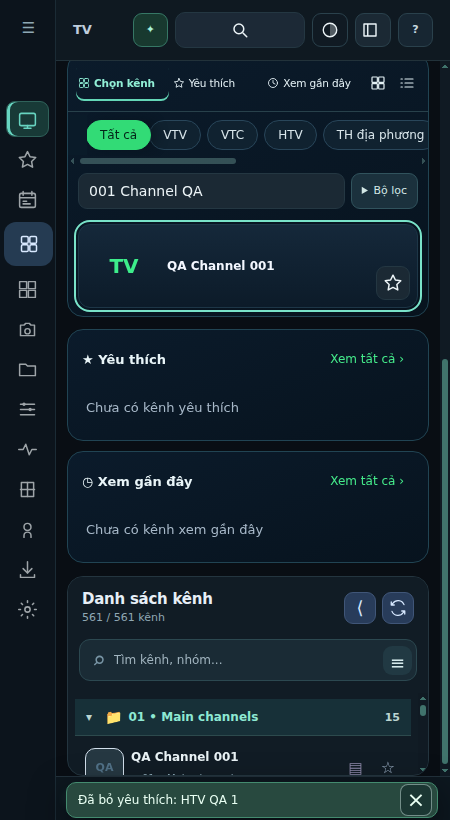 TV
?
Chọn kênh
Yêu thích
Xem gần đây
Tất cả
VTV
VTC
HTV
TH địa phương
001 Channel QA
Bộ lọc
TV
QA Channel 001
Yêu thích
Xem tất cả ›
Chưa có kênh yêu thích
Xem gần đây
Xem tất cả ›
Chưa có kênh xem gần đây
Danh sách kênh
561 / 561 kênh
Tìm kênh, nhóm...
01 • Main channels
15
QA
QA Channel 001
Đã bỏ yêu thích: HTV QA 1